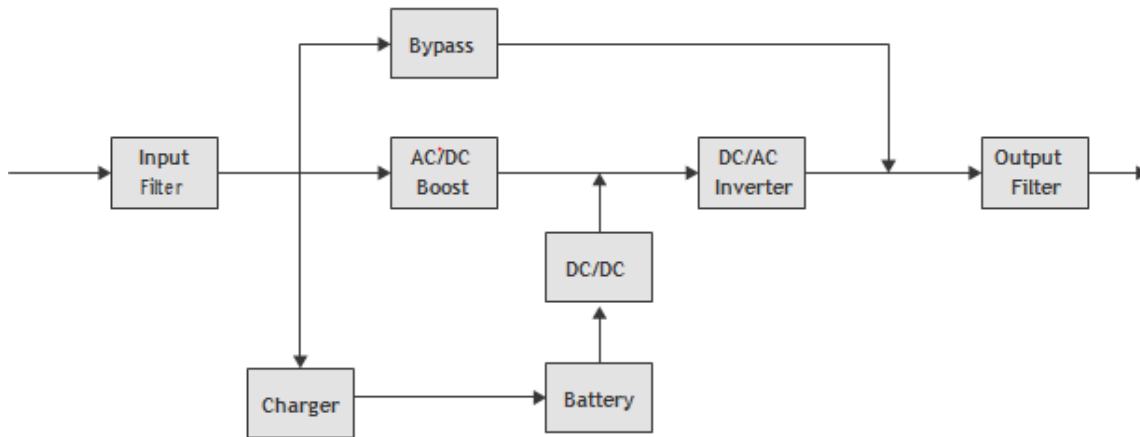 Bypass
Input
Filter
AC/DC
Boost
DC/AC
Inverter
Output
Filter
DC/DC
Charger
Battery